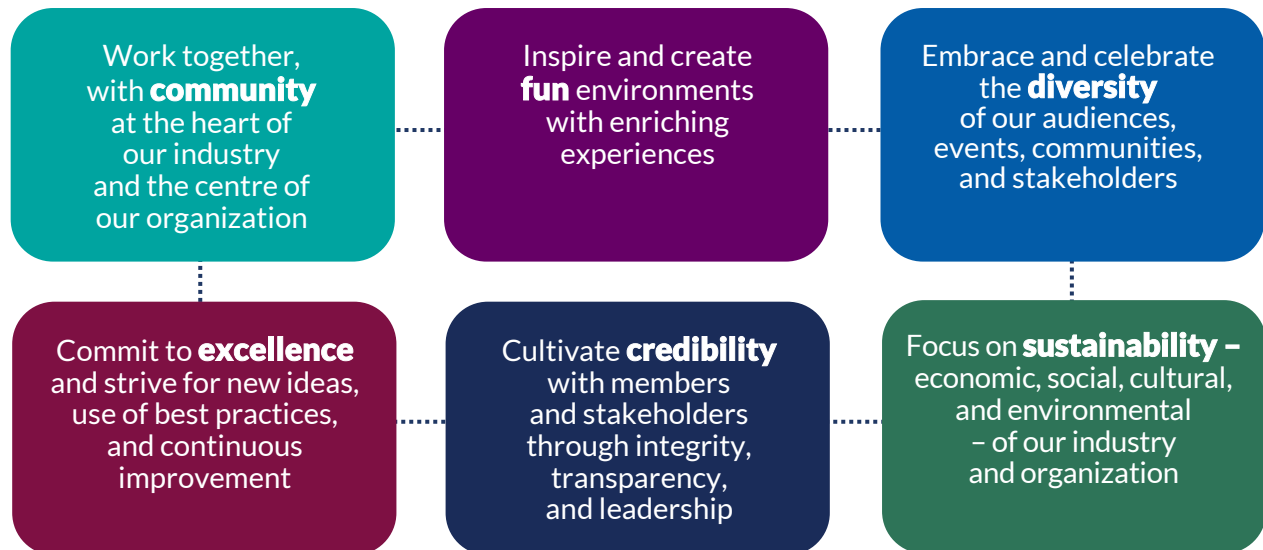 Work together,
with community
at the heart of
our industry
and the centre of
our organization
Inspire and create
fun environments
with enriching
experiences
Embrace and celebrate
the diversity
of our audiences,
events, communities,
and stakeholders
Commit to excellence
and strive for new ideas,
use of best practices,
and continuous
improvement
Cultivate credibility
with members
and stakeholders
through integrity,
transparency,
and leadership
Focus on sustainability –
economic, social, cultural,
and environmental
– of our industry
and organization